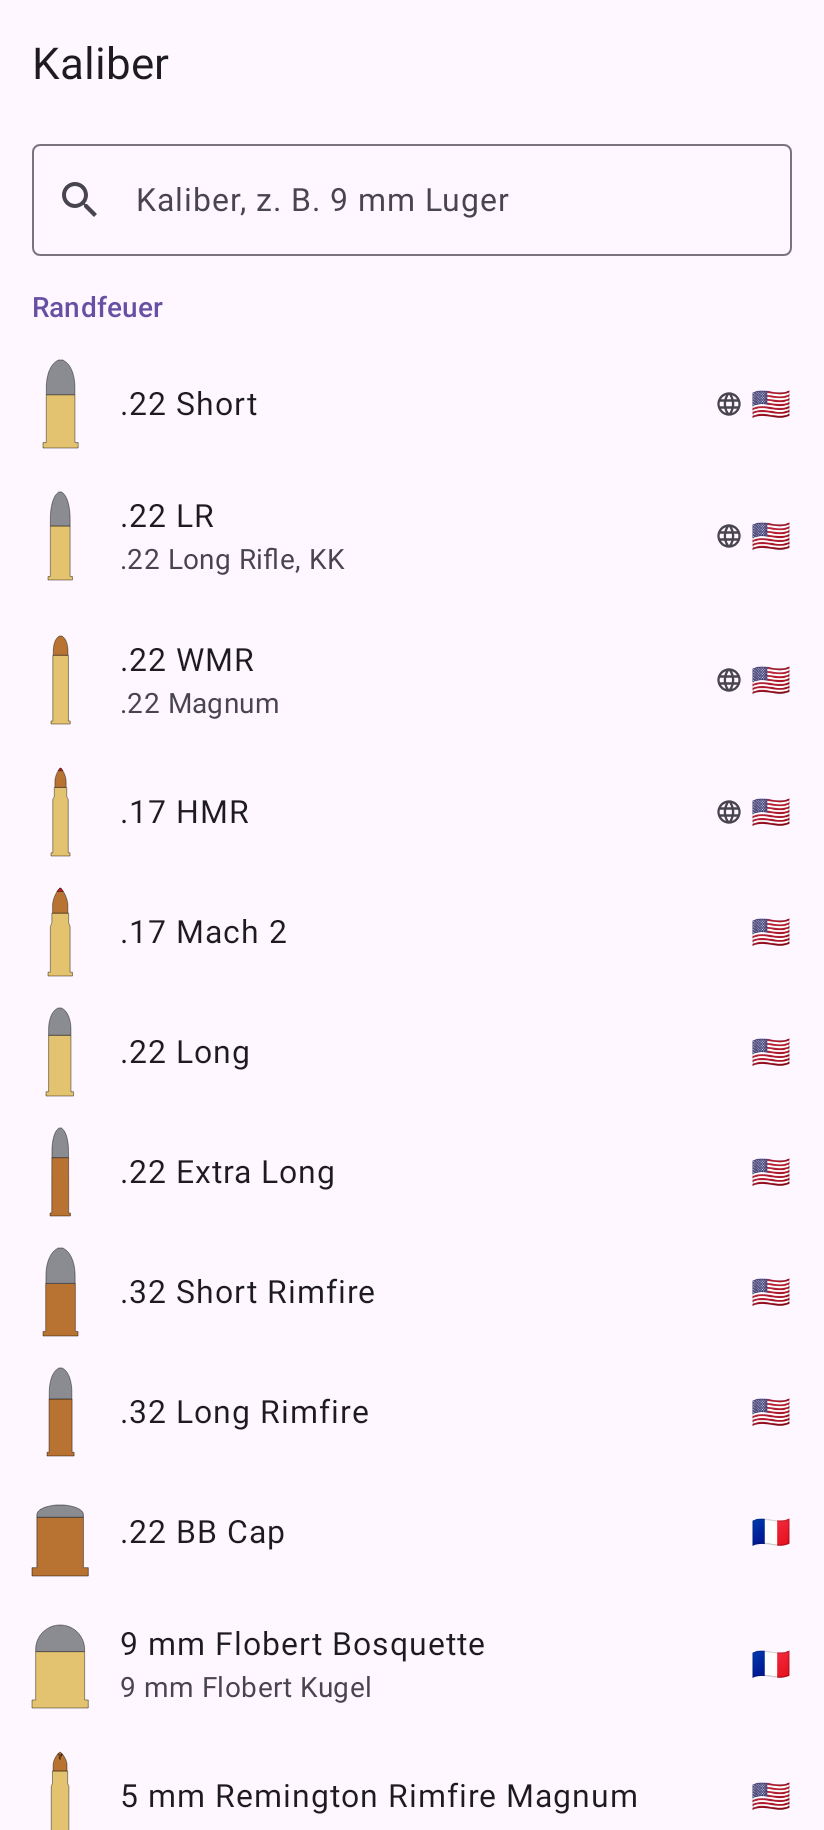 Kaliber
Kaliber, z. B. 9 mm Luger
Randfeuer
.22 Short
.22 LR
.22 Long Rifle, KK
.22 WMR
.22 Magnum
.17 HMR
.17 Mach 2
.22 Long
.22 Extra Long
.32 Short Rimfire
.32 Long Rimfire
.22 BB Cap
9 mm Flobert Bosquette
9 mm Flobert Kugel
5 mm Remington Rimfire Magnum